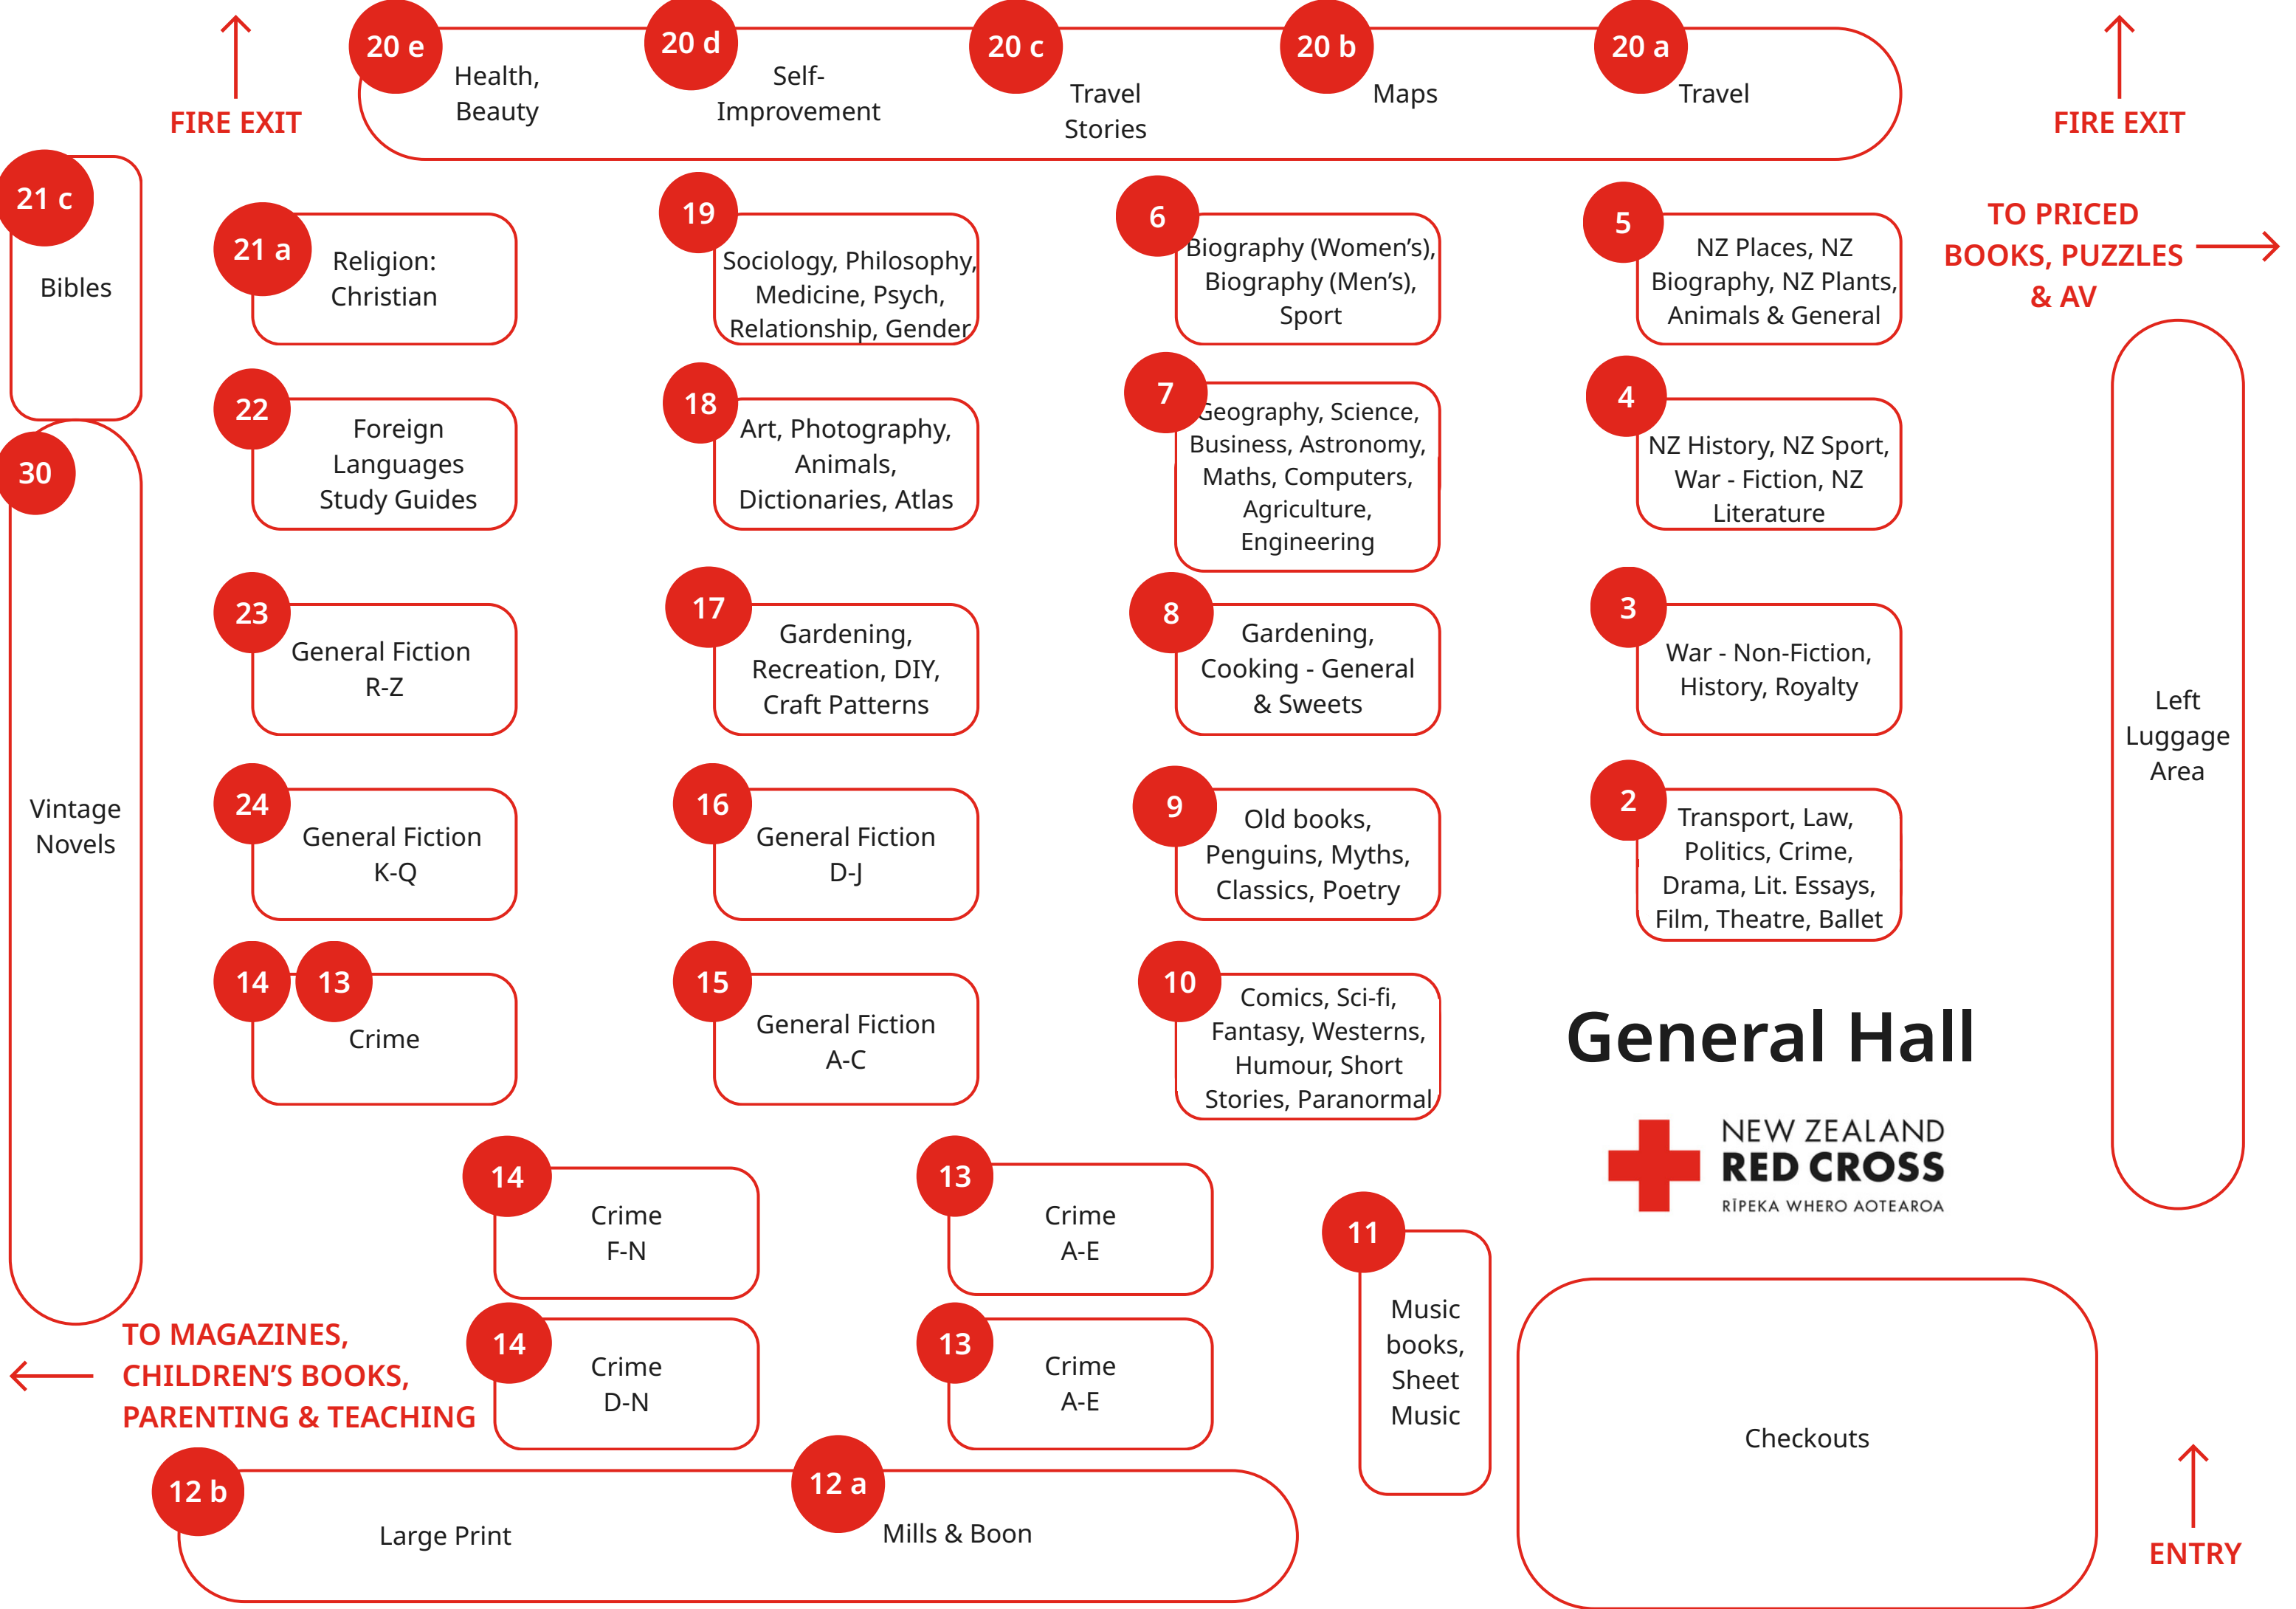 FIRE EXIT
20 e
Health,
Beauty
20 d
Self-
Improvement
20 c
Travel
Stories
20 b
Maps
20 a
Travel
FIRE EXIT
21 c
Bibles
21 a
Religion:
Christian
19
Sociology, Philosophy,
Medicine, Psych,
Relationship, Gender
6
Biography (Women’s),
Biography (Men’s),
Sport
5
NZ Places, NZ
Biography, NZ Plants,
Animals & General
TO PRICED
BOOKS, PUZZLES
& AV
30
Vintage
Novels
22
Foreign
Languages
Study Guides
18
Art, Photography,
Animals,
Dictionaries, Atlas
7
Geography, Science,
Business, Astronomy,
Maths, Computers,
Agriculture,
Engineering
4
NZ History, NZ Sport,
War - Fiction, NZ
Literature
23
General Fiction
R-Z
17
Gardening,
Recreation, DIY,
Craft Patterns
8
Gardening,
Cooking - General
& Sweets
3
War - Non-Fiction,
History, Royalty
Left
Luggage
Area
24
General Fiction
K-Q
16
General Fiction
D-J
9
Old books,
Penguins, Myths,
Classics, Poetry
2
Transport, Law,
Politics, Crime,
Drama, Lit. Essays,
Film, Theatre, Ballet
14
13
Crime
15
General Fiction
A-C
10
Comics, Sci-fi,
Fantasy, Westerns,
Humour, Short
Stories, Paranormal
General Hall
NEW ZEALAND
RED CROSS
RĪPEKA WHERO AOTEAROA
14
Crime
F-N
13
Crime
A-E
11
Music
books,
Sheet
Music
TO MAGAZINES,
CHILDREN’S BOOKS,
PARENTING & TEACHING
14
Crime
D-N
13
Crime
A-E
Checkouts
12 b
Large Print
12 a
Mills & Boon
ENTRY